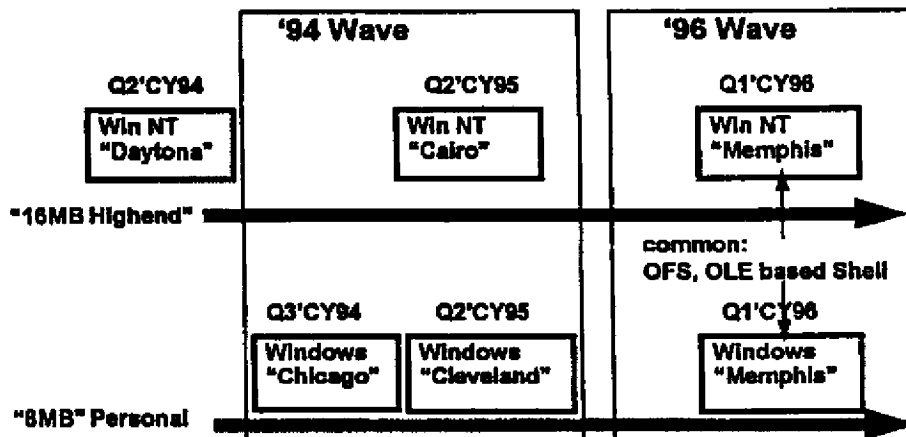 '94 Wave
'96 Wave
Q2'CY94
Q2'CY95
Q1'CY96
Win NT
"Daytona"
Win NT
"Cairo"
Win NT
"Memphis"
"16MB Highend"
common:
OFS, OLE based Shell
Q3'CY94
Q2'CY95
Q1'CY96
Windows
"Chicago"
Windows
"Cleveland"
Windows
"Memphis"
"8MB" Personal